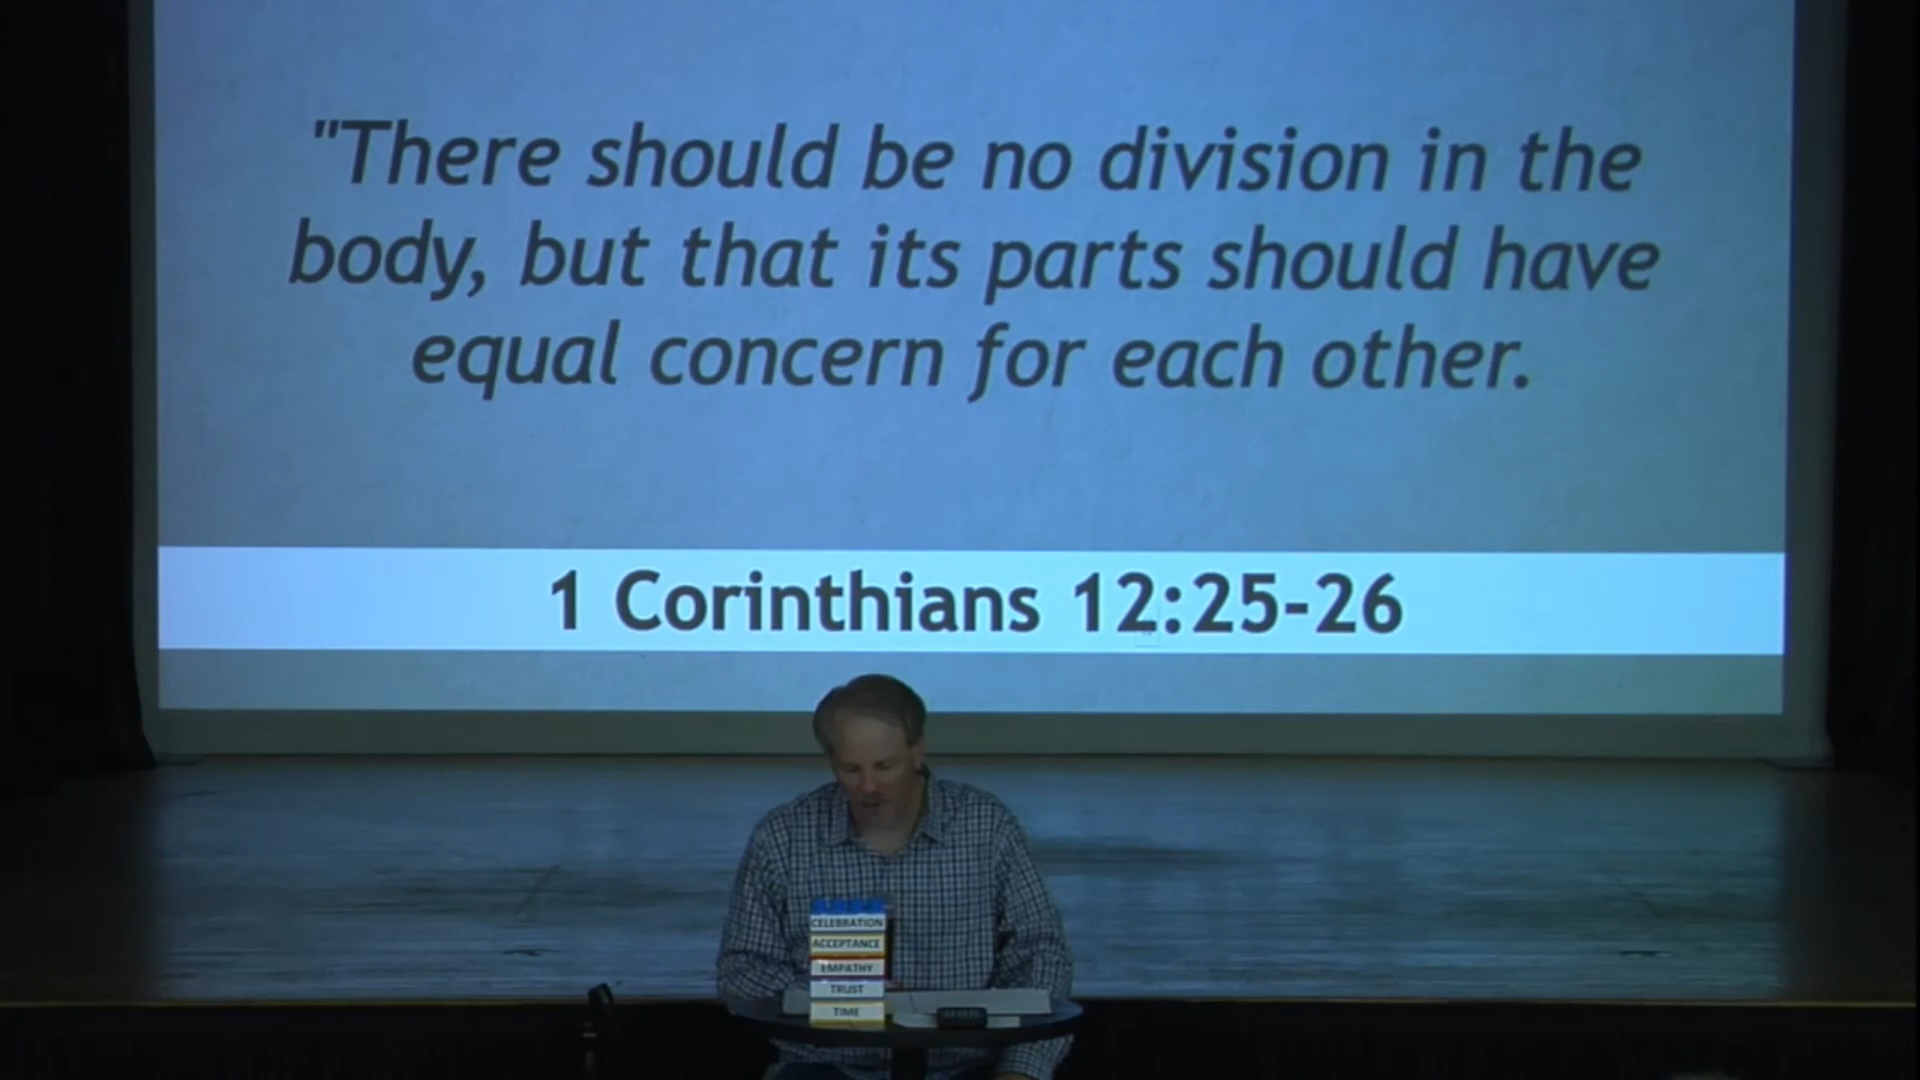 "There should be no division in the
body, but that its parts should have
equal concern for each other.
1 Corinthians 12:25-26
CELEBRATION
ACCEPTANCE
EMPATHY
TRUST
TIME